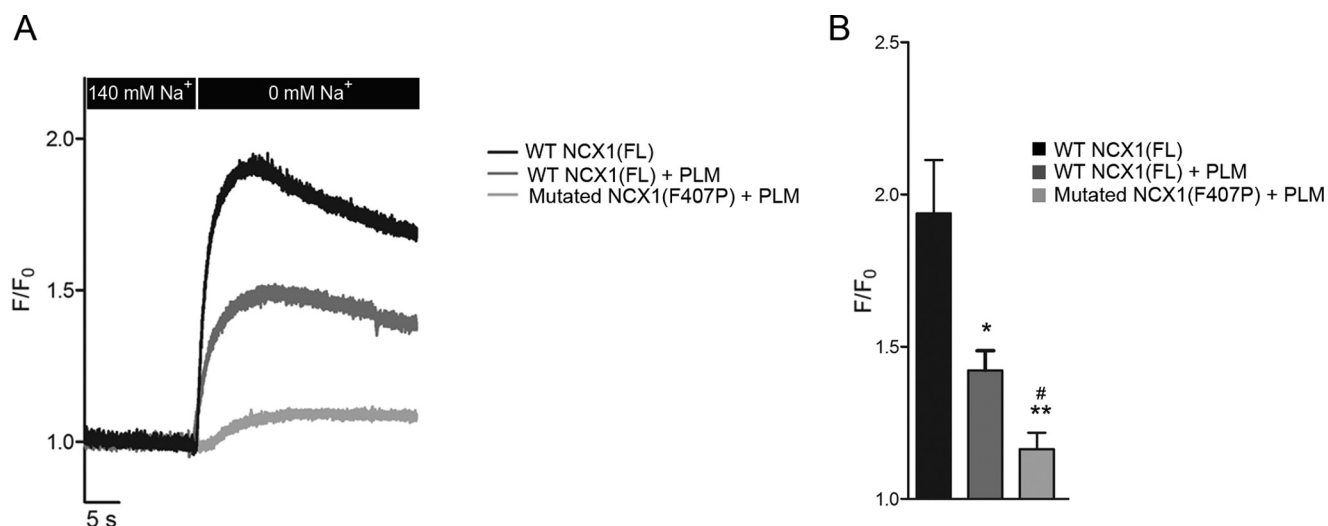 A
140 mM Na+
0 mM Na+
2.0
1.5
1.0
F/F0
5 s
WT NCX1(FL)
WT NCX1(FL) + PLM
Mutated NCX1(F407P) + PLM
B
2.5
2.0
1.5
1.0
F/F0
*
#
**
WT NCX1(FL)
WT NCX1(FL) + PLM
Mutated NCX1(F407P) + PLM